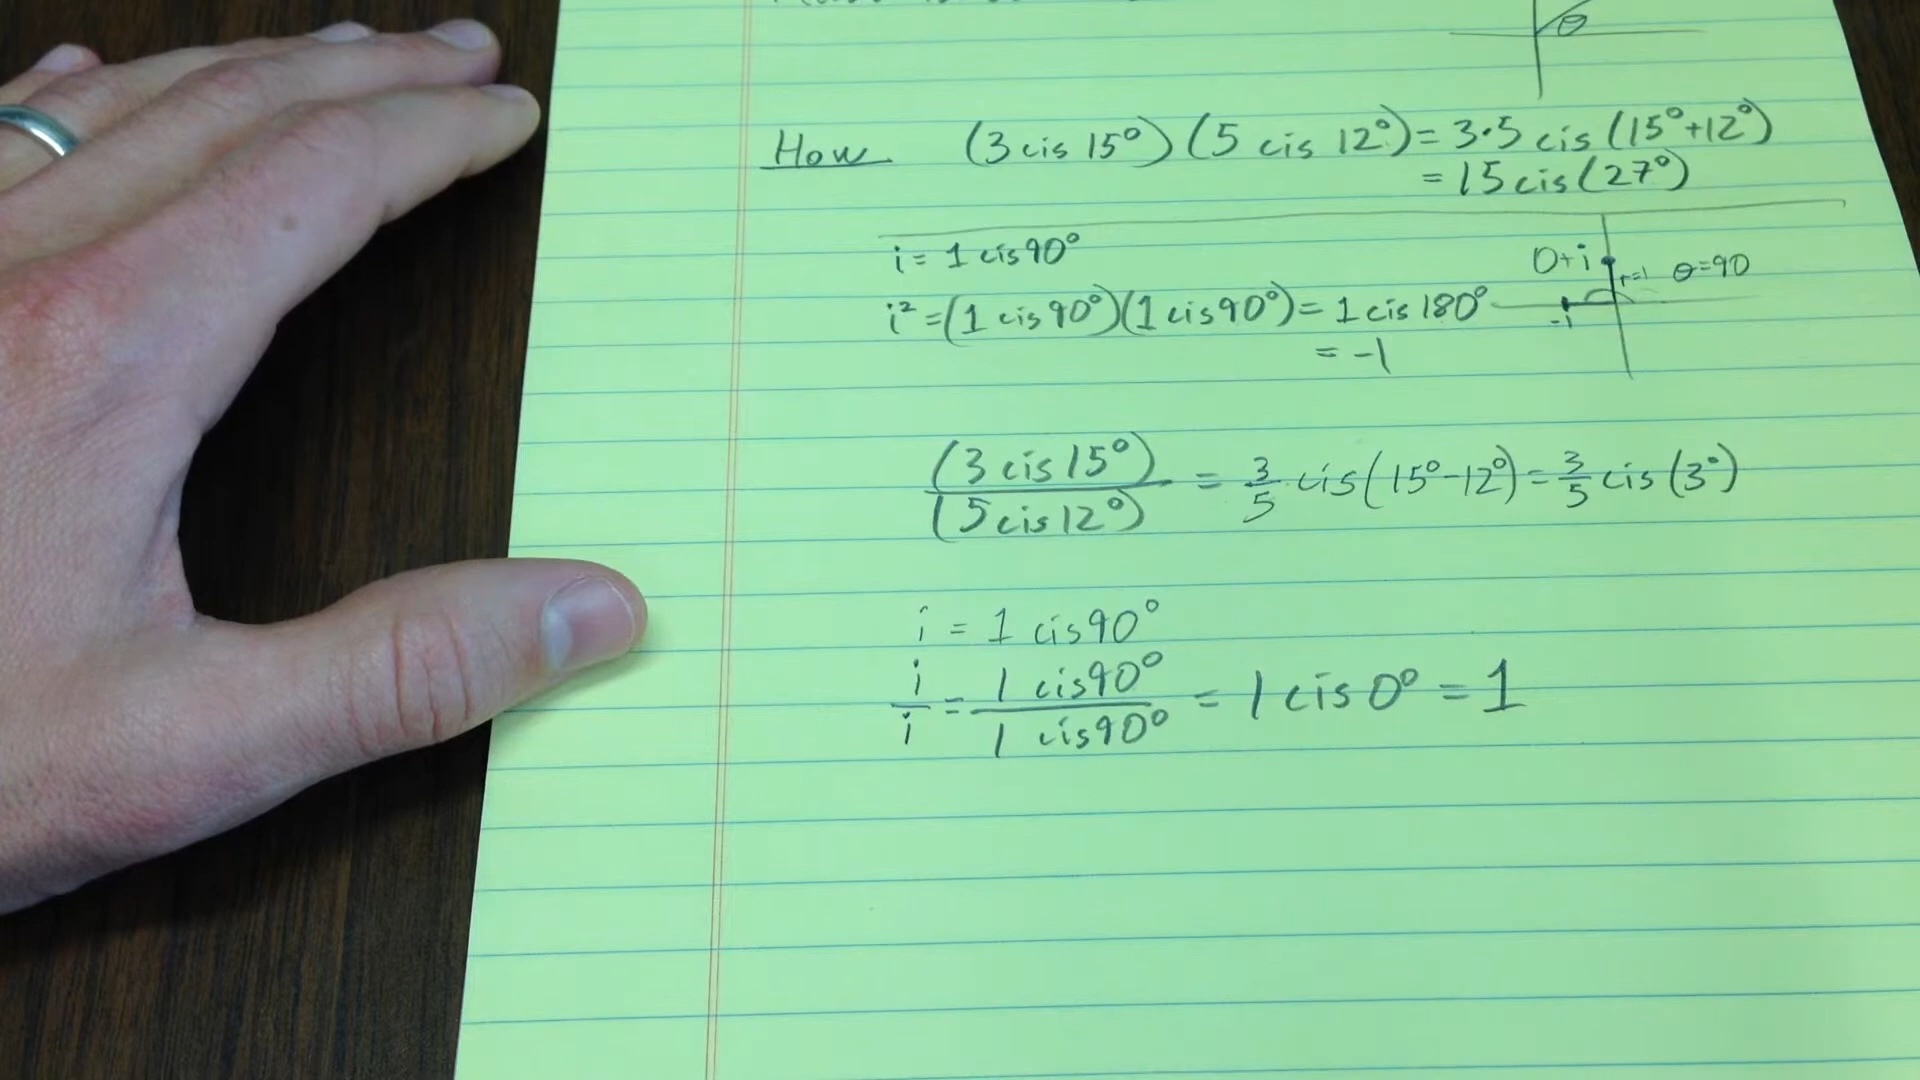 θ
How (3 cis 15°)(5 cis 12°) = 3·5 cis (15°+12°)
= 15 cis (27°)
i = 1 cis 90°
0+i r=1 θ=90
i² = (1 cis 90°)(1 cis 90°) = 1 cis 180°
-1
= -1
(3 cis 15°) / (5 cis 12°) = 3/5 cis (15°-12°) = 3/5 cis (3°)
i = 1 cis 90°
i/i = 1 cis 90° / 1 cis 90° = 1 cis 0° = 1